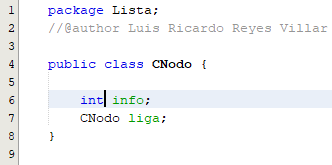 1 package Lista;
2 //@author Luis Ricardo Reyes Villar
3
4 public class CNodo {
5
6 int info;
7 CNodo liga;
8 }
9